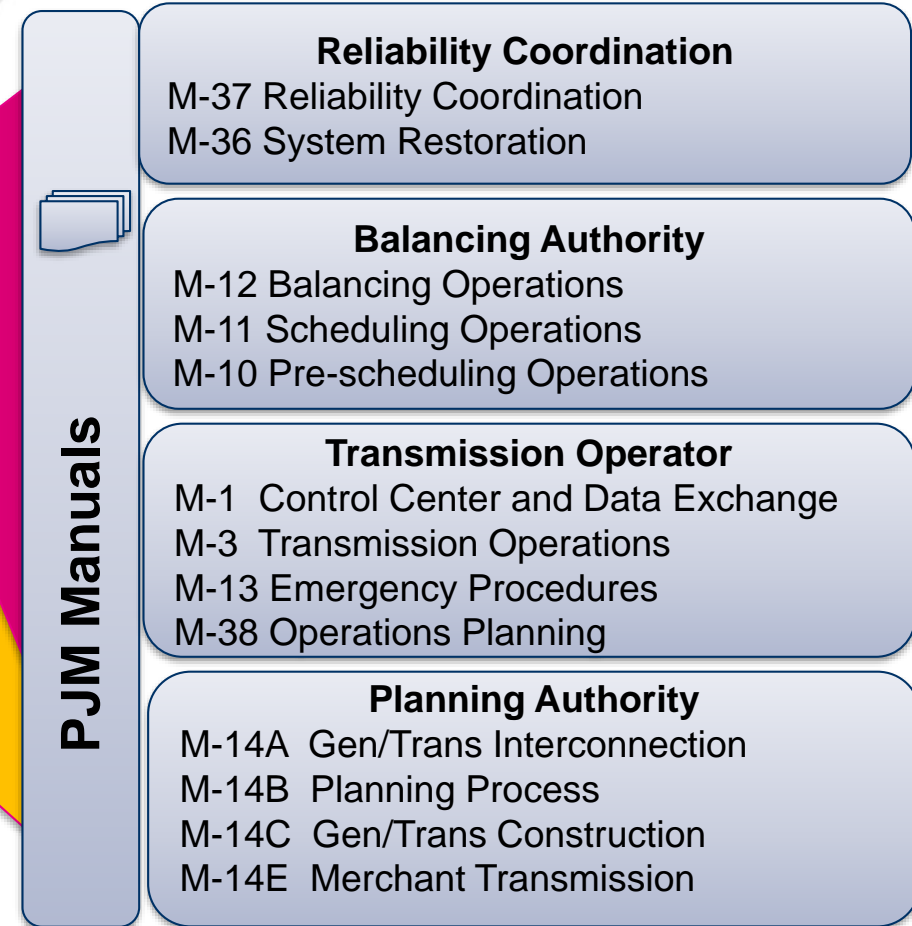 PJM Manuals
Reliability Coordination
M-37 Reliability Coordination
M-36 System Restoration
Balancing Authority
M-12 Balancing Operations
M-11 Scheduling Operations
M-10 Pre-scheduling Operations
Transmission Operator
M-1  Control Center and Data Exchange
M-3  Transmission Operations
M-13 Emergency Procedures
M-38 Operations Planning
Planning Authority
M-14A  Gen/Trans Interconnection
M-14B  Planning Process
M-14C  Gen/Trans Construction
M-14E  Merchant Transmission